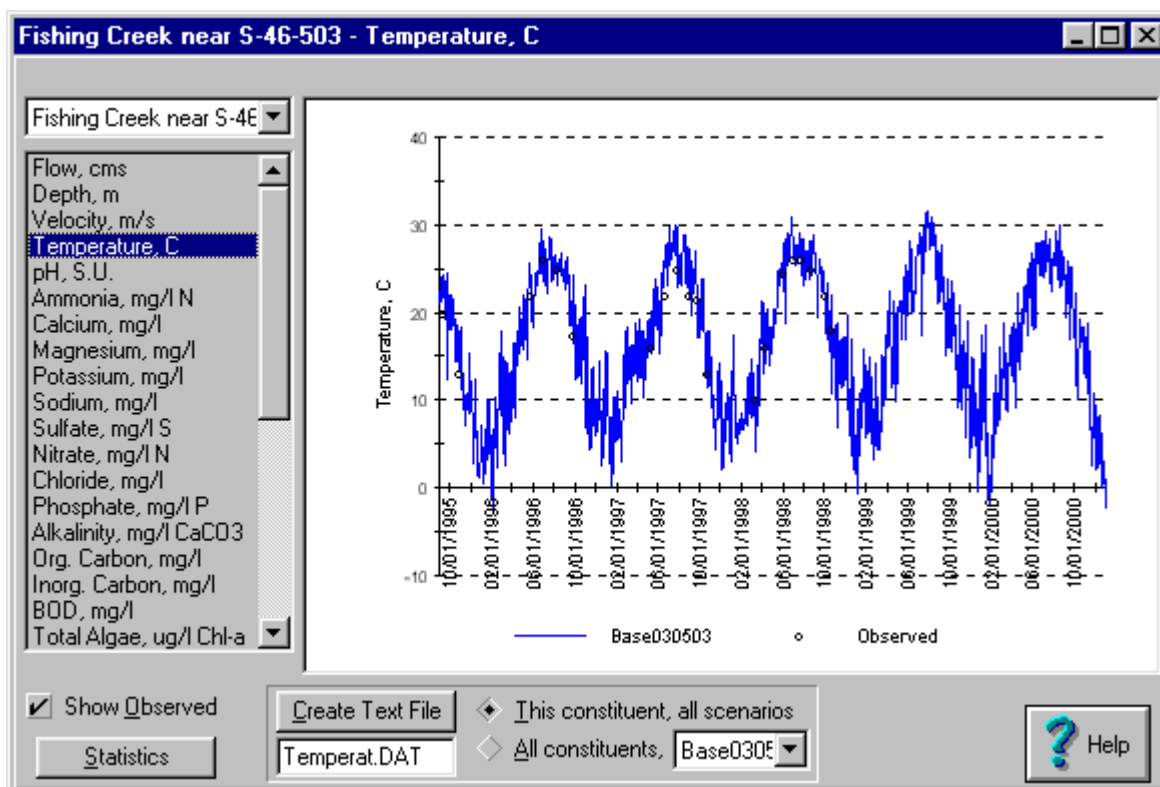 Fishing Creek near S-46-503 - Temperature, C
Fishing Creek near S-46
Flow, cms
Depth, m
Velocity, m/s
Temperature, C
pH, S.U.
Ammonia, mg/l N
Calcium, mg/l
Magnesium, mg/l
Potassium, mg/l
Sodium, mg/l
Sulfate, mg/l S
Nitrate, mg/l N
Chloride, mg/l
Phosphate, mg/l P
Alkalinity, mg/l CaCO3
Org. Carbon, mg/l
Inorg. Carbon, mg/l
BOD, mg/l
Total Algae, ug/l Chl-a
Temperature, C
40
30
20
10
0
-10
10/01/1995
02/01/1996
06/01/1996
10/01/1996
02/01/1997
06/01/1997
10/01/1997
02/01/1998
06/01/1998
10/01/1998
02/01/1999
06/01/1999
10/01/1999
02/01/2000
06/01/2000
10/01/2000
Base030503
Observed
Show Observed
Statistics
Create Text File
Temperat.DAT
This constituent, all scenarios
All constituents,
Base0305
? Help